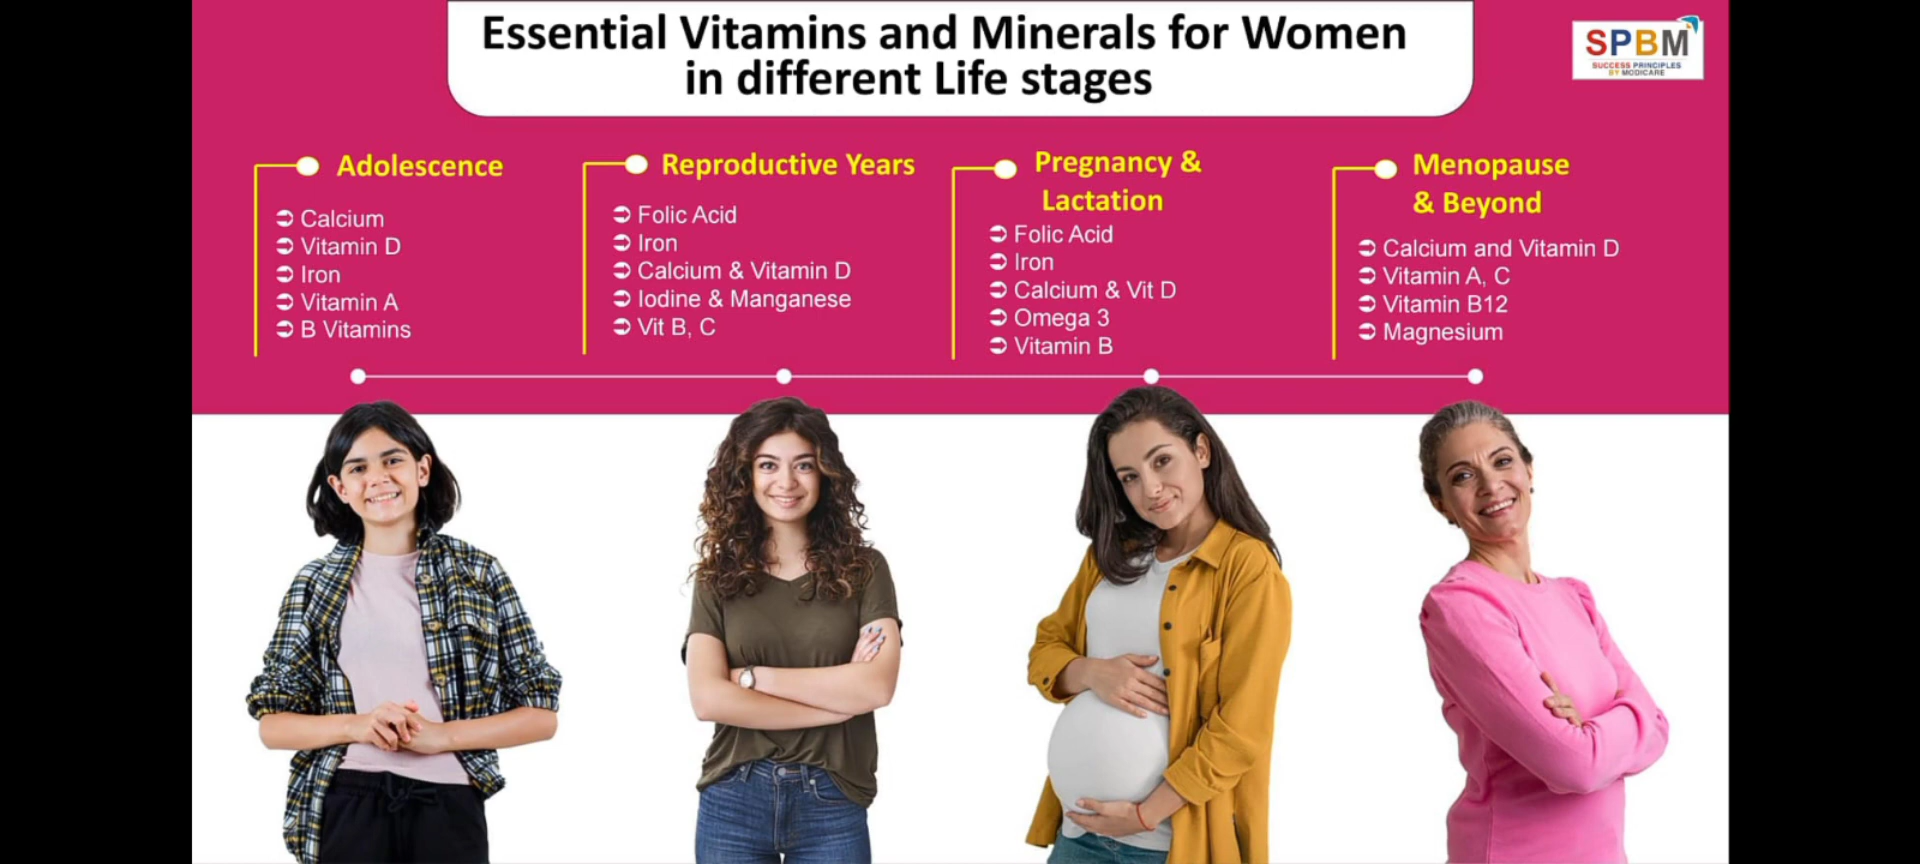 Essential Vitamins and Minerals for Women
in different Life stages
SPBM
SUCCESS PRINCIPLES
BY MODICARE
Adolescence
Calcium
Vitamin D
Iron
Vitamin A
B Vitamins
Reproductive Years
Folic Acid
Iron
Calcium & Vitamin D
Iodine & Manganese
Vit B, C
Pregnancy &
Lactation
Folic Acid
Iron
Calcium & Vit D
Omega 3
Vitamin B
Menopause
& Beyond
Calcium and Vitamin D
Vitamin A, C
Vitamin B12
Magnesium